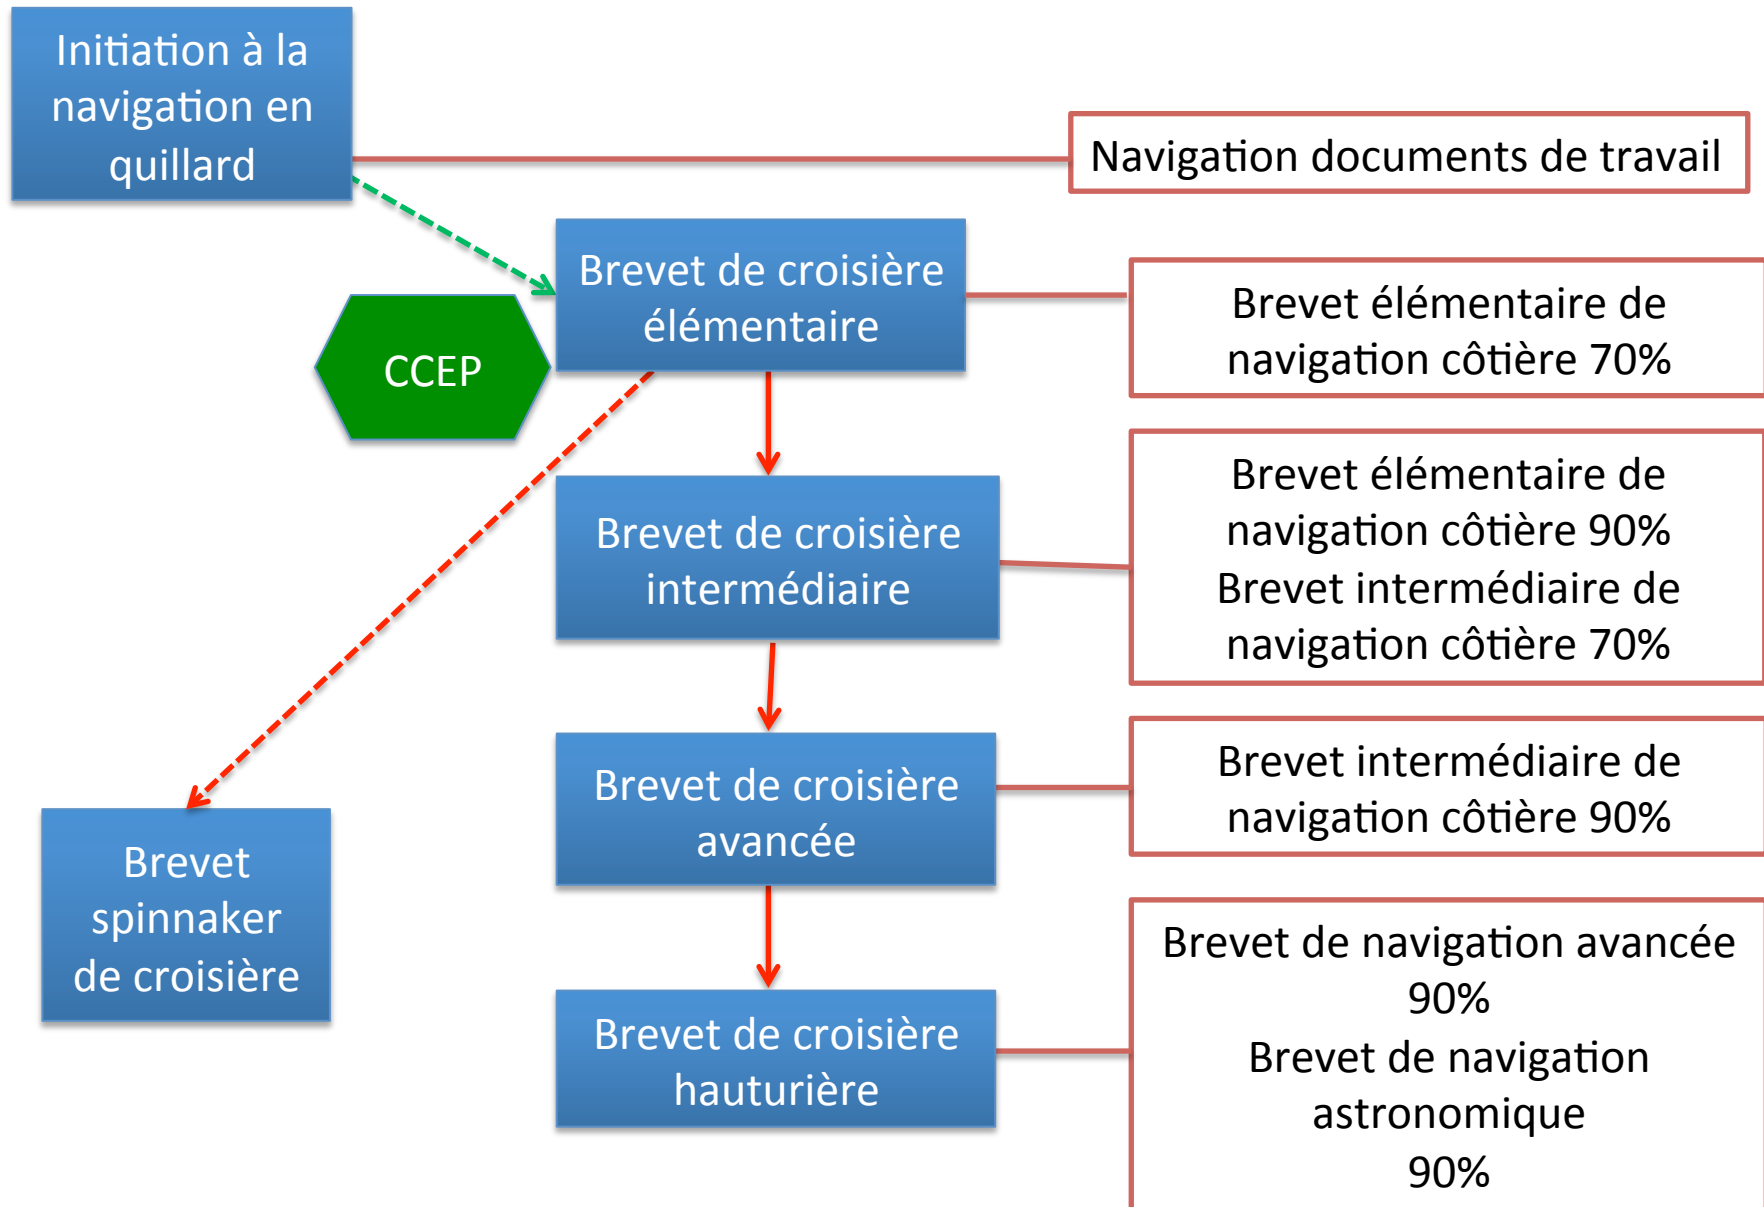 Initiation à la
navigation en
quillard
Navigation documents de travail
Brevet de croisière
élémentaire
Brevet élémentaire de
navigation côtière 70%
CCEP
Brevet de croisière
intermédiaire
Brevet élémentaire de
navigation côtière 90%
Brevet intermédiaire de
navigation côtière 70%
Brevet de croisière
avancée
Brevet intermédiaire de
navigation côtière 90%
Brevet
spinnaker
de croisière
Brevet de croisière
hauturière
Brevet de navigation avancée
90%
Brevet de navigation
astronomique
90%